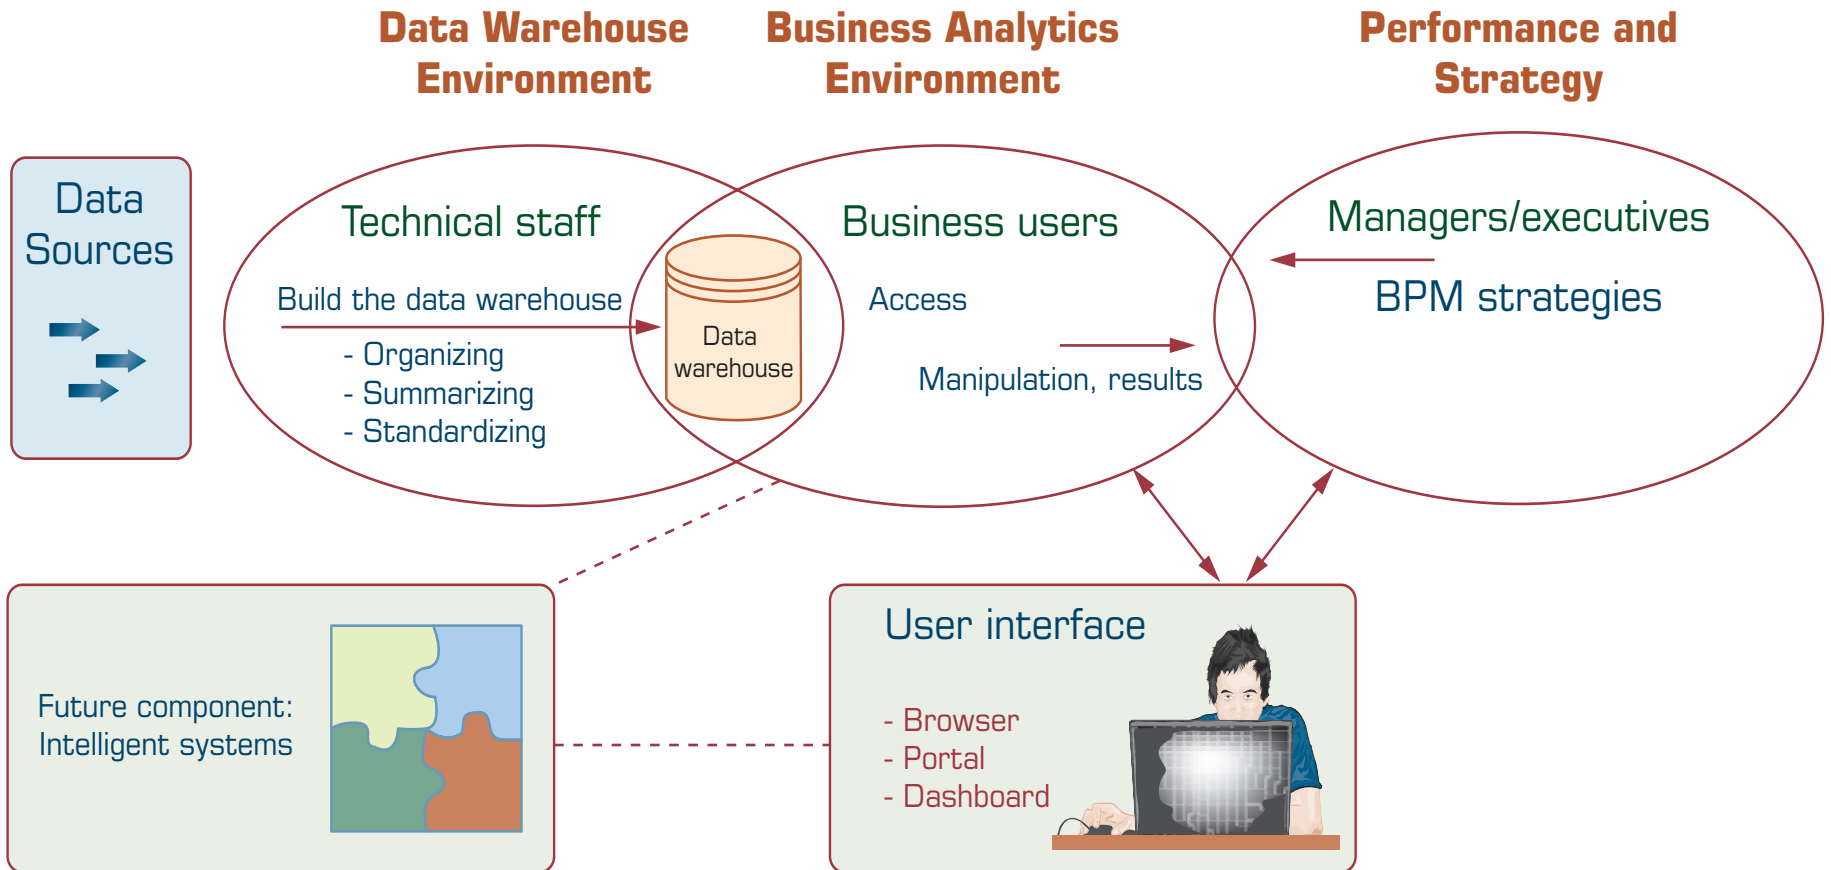 Data Warehouse
Environment
Business Analytics
Environment
Performance and
Strategy
Data
Sources
Technical staff
Build the data warehouse
- Organizing
- Summarizing
- Standardizing
Data
warehouse
Business users
Access
Manipulation, results
Managers/executives
BPM strategies
Future component:
Intelligent systems
User interface
- Browser
- Portal
- Dashboard